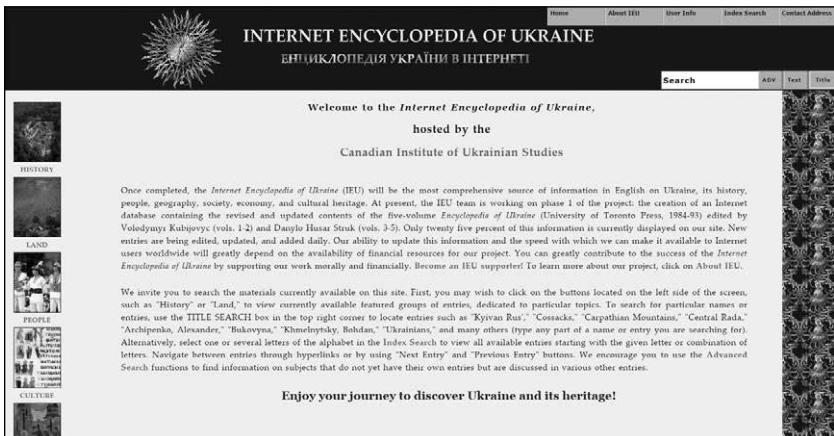 Home About IEU User Info Index Search Contact Address
INTERNET ENCYCLOPEDIA OF UKRAINE
ЕНЦИКЛОПЕДІЯ УКРАЇНИ В ІНТЕРНЕТІ
Search ADV Text Title
Welcome to the Internet Encyclopedia of Ukraine,
hosted by the
Canadian Institute of Ukrainian Studies
HISTORY
LAND
PEOPLE
CULTURE
Once completed, the Internet Encyclopedia of Ukraine (IEU) will be the most comprehensive source of information in English on Ukraine, its history,
people, geography, society, economy, and cultural heritage. At present, the IEU team is working on phase 1 of the project: the creation of an Internet
database containing the revised and updated contents of the five-volume Encyclopedia of Ukraine (University of Toronto Press, 1984-93) edited by
Volodymyr Kubijovyc (vols. 1-2) and Danylo Husar Struk (vols. 3-5). Only twenty five percent of this information is currently displayed on our site. New
entries are being edited, updated, and added daily. Our ability to update this information and the speed with which we can make it available to Internet
users worldwide will greatly depend on the availability of financial resources for our project. You can greatly contribute to the success of the Internet
Encyclopedia of Ukraine by supporting our work morally and financially. Become an IEU supporter! To learn more about our project, click on About IEU.
We invite you to search the materials currently available on this site. First, you may wish to click on the buttons located on the left side of the screen,
such as "History" or "Land," to view currently available featured groups of entries, dedicated to particular topics. To search for particular names or
entries, use the TITLE SEARCH box in the top right corner to locate entries such as "Kyivan Rus'," "Cossacks," "Carpathian Mountains," "Central Rada,"
"Archipenko, Alexander," "Bukovyna," "Khmelnytsky, Bohdan," "Ukrainians," and many others (type any part of a name or entry you are searching for).
Alternatively, select one or several letters of the alphabet in the Index Search to view all available entries starting with the given letter or combination of
letters. Navigate between entries through hyperlinks or by using "Next Entry" and "Previous Entry" buttons. We encourage you to use the Advanced
Search functions to find information on subjects that do not yet have their own entries but are discussed in various other entries.
Enjoy your journey to discover Ukraine and its heritage!